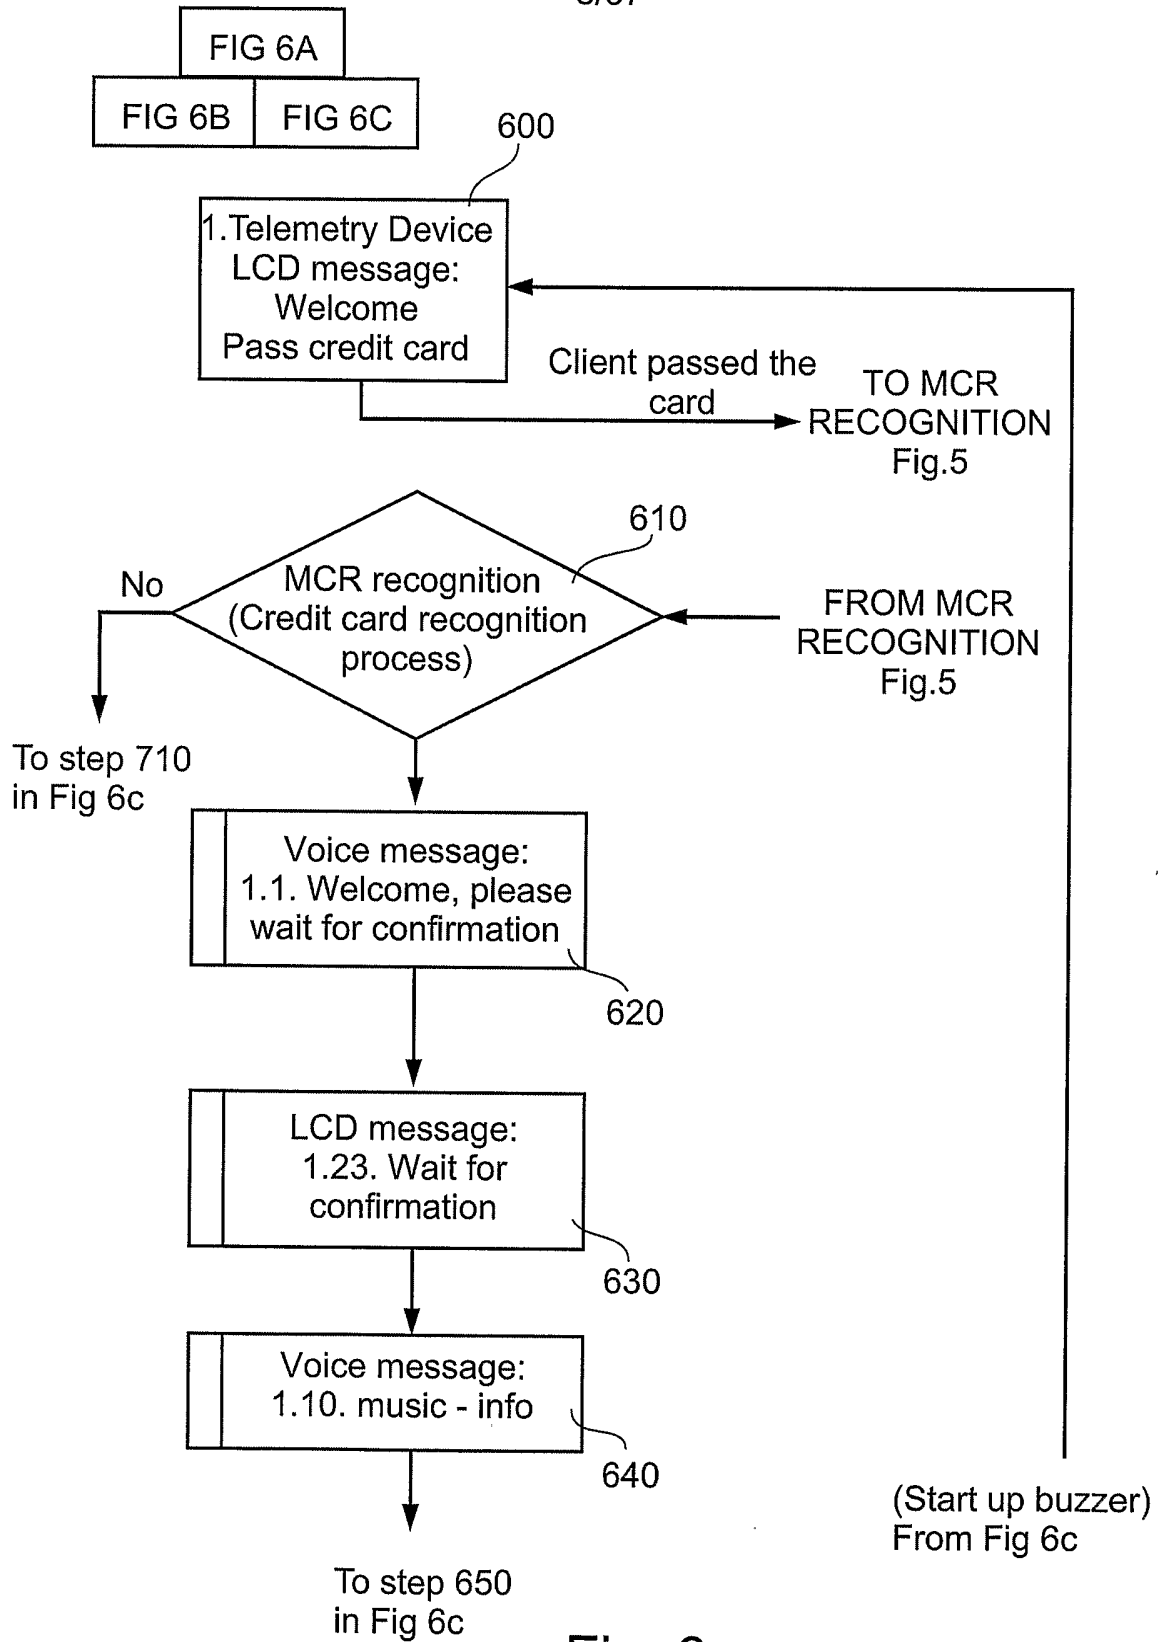 FIG 6A
FIG 6B
FIG 6C
600
1.Telemetry Device
LCD message:
Welcome
Pass credit card
Client passed the
card
TO MCR
RECOGNITION
Fig.5
610
No
MCR recognition
(Credit card recognition
process)
FROM MCR
RECOGNITION
Fig.5
To step 710
in Fig 6c
Voice message:
1.1. Welcome, please
wait for confirmation
620
LCD message:
1.23. Wait for
confirmation
630
Voice message:
1.10. music - info
640
(Start up buzzer)
From Fig 6c
To step 650
in Fig 6c